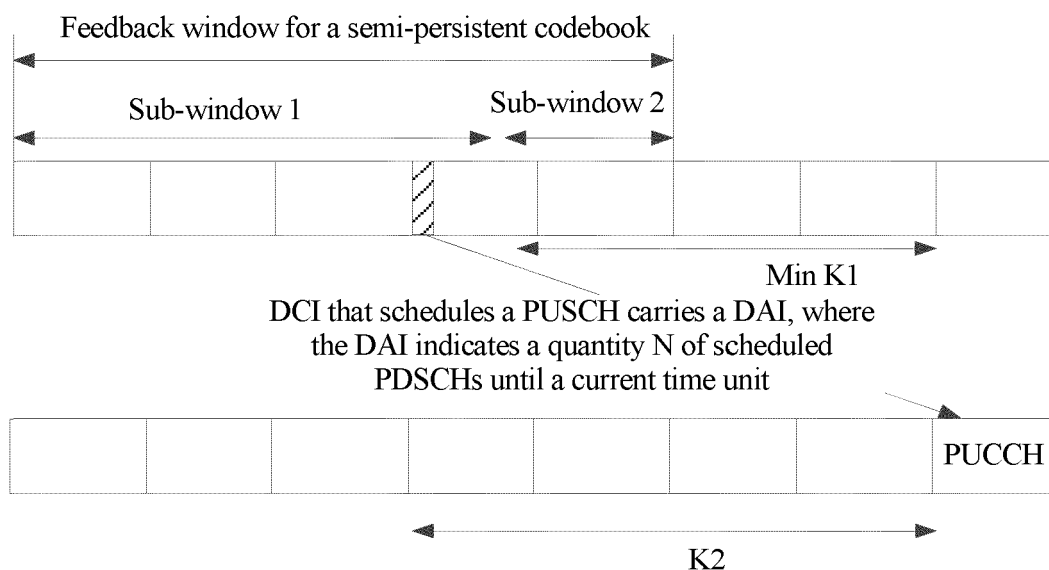 Feedback window for a semi-persistent codebook
Sub-window 1
Sub-window 2
Min K1
DCI that schedules a PUSCH carries a DAI, where
the DAI indicates a quantity N of scheduled
PDSCHs until a current time unit
PUCCH
K2